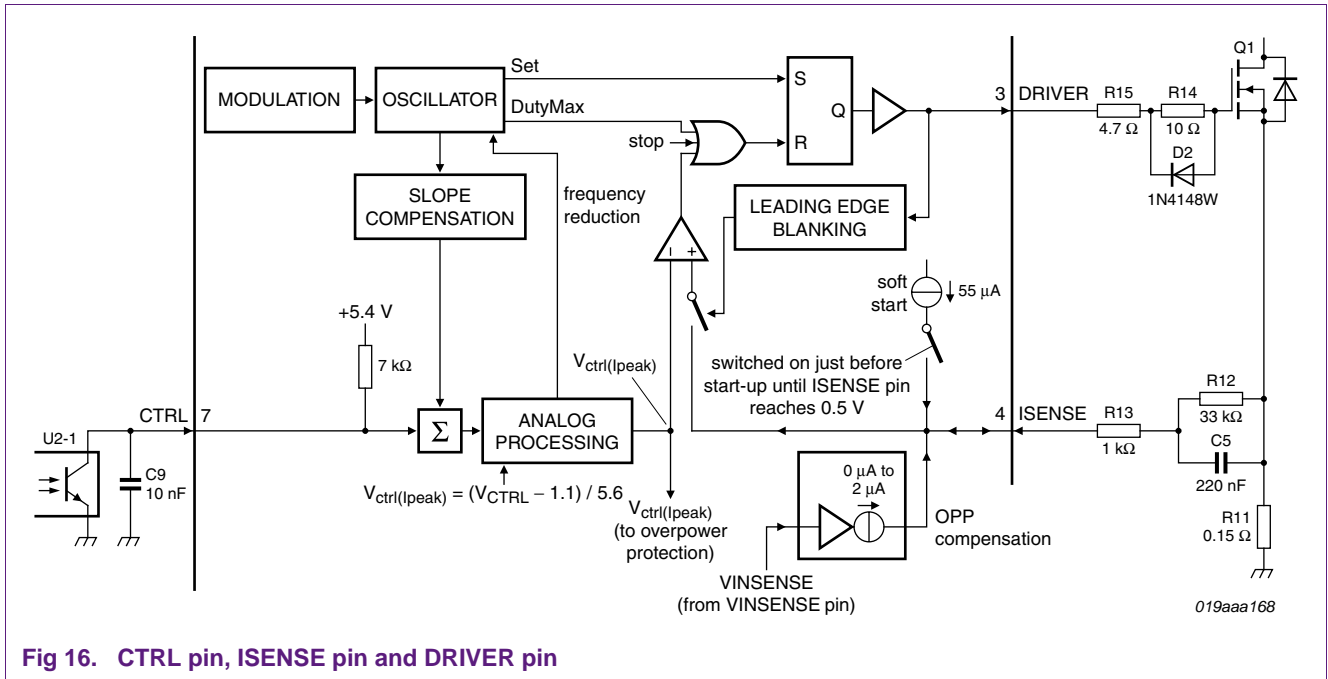 MODULATION
OSCILLATOR
Set
DutyMax
stop
S
Q
R
3 DRIVER
R15
4.7 Ω
R14
10 Ω
D2
1N4148W
Q1
SLOPE
COMPENSATION
frequency
reduction
LEADING EDGE
BLANKING
− +
soft
start
55 μA
+5.4 V
7 kΩ
Vctrl(Ipeak)
switched on just before
start-up until ISENSE pin
reaches 0.5 V
CTRL 7
Σ
ANALOG
PROCESSING
4 ISENSE
R13
1 kΩ
R12
33 kΩ
C5
220 nF
U2-1
C9
10 nF
Vctrl(Ipeak) = (VCTRL − 1.1) / 5.6
Vctrl(Ipeak)
(to overpower
protection)
0 μA to
2 μA
OPP
compensation
R11
0.15 Ω
VINSENSE
(from VINSENSE pin)
019aaa168
Fig 16. CTRL pin, ISENSE pin and DRIVER pin